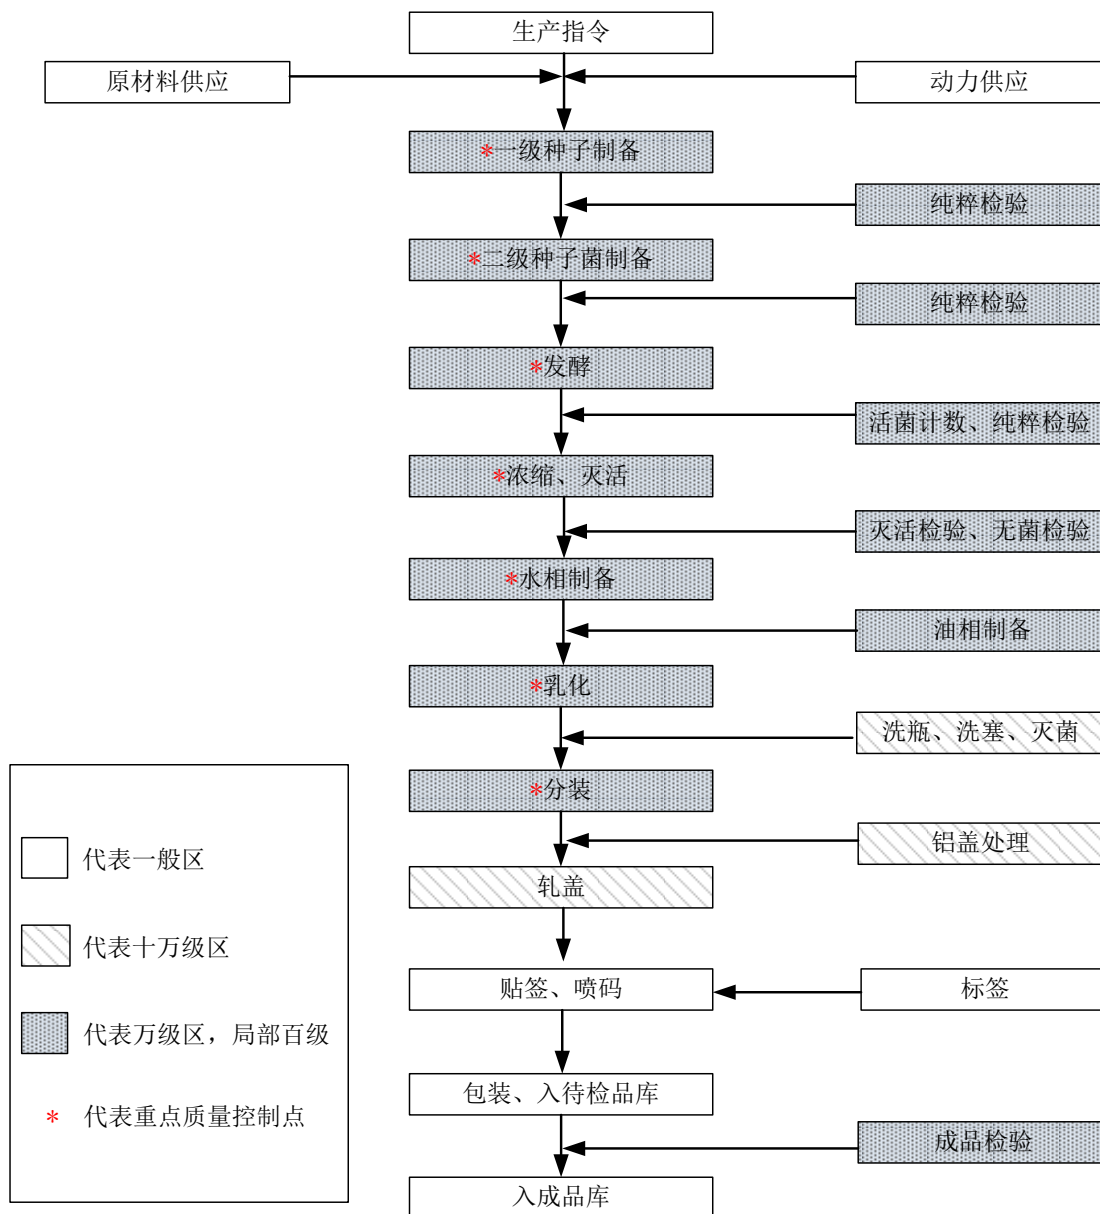 生产指令
原材料供应
动力供应
*一级种子制备
纯粹检验
*二级种子菌制备
纯粹检验
*发酵
活菌计数、纯粹检验
*浓缩、灭活
灭活检验、无菌检验
*水相制备
油相制备
*乳化
洗瓶、洗塞、灭菌
*分装
铝盖处理
轧盖
贴签、喷码
标签
包装、入待检品库
成品检验
入成品库
代表一般区
代表十万级区
代表万级区，局部百级
* 代表重点质量控制点